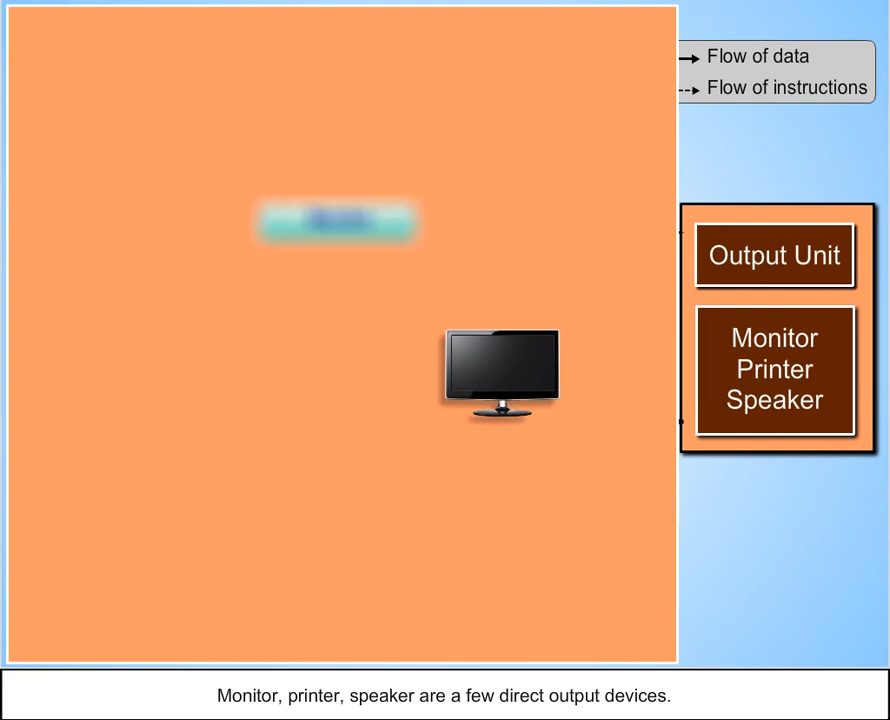 Flow of data
Flow of instructions
Output Unit
Monitor
Printer
Speaker
Monitor, printer, speaker are a few direct output devices.